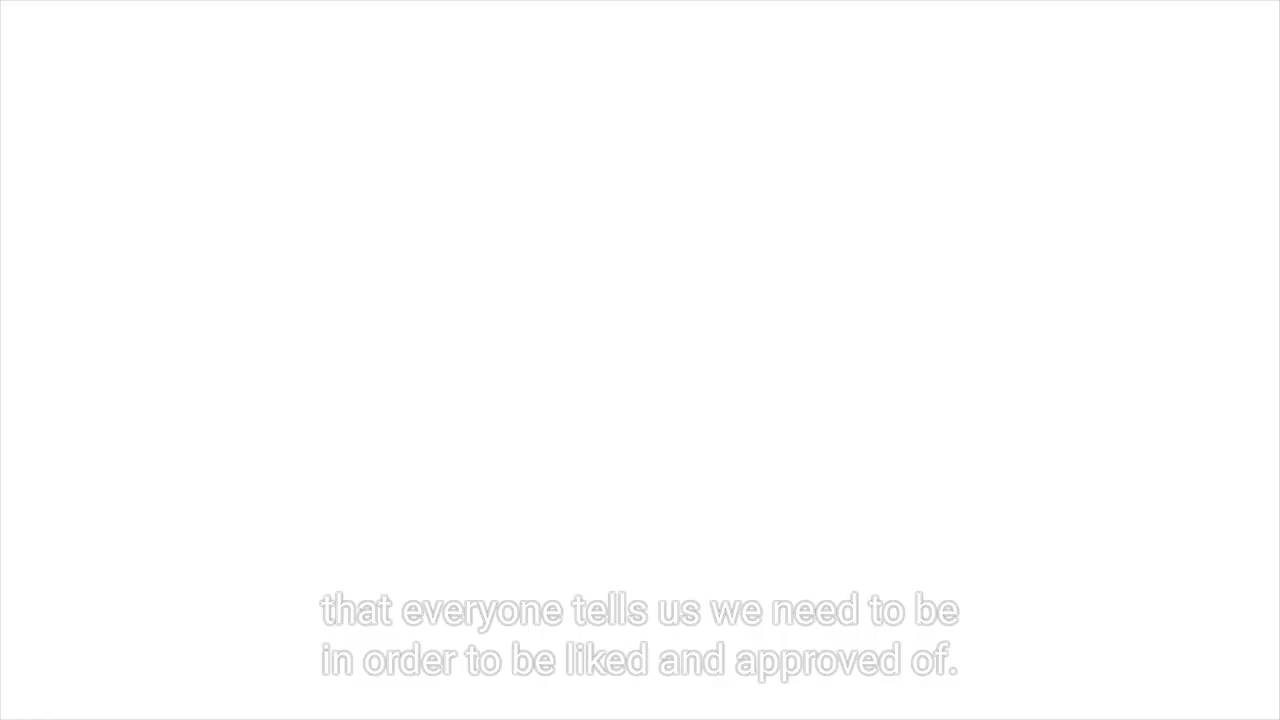 that everyone tells us we need to be
in order to be liked and approved of.